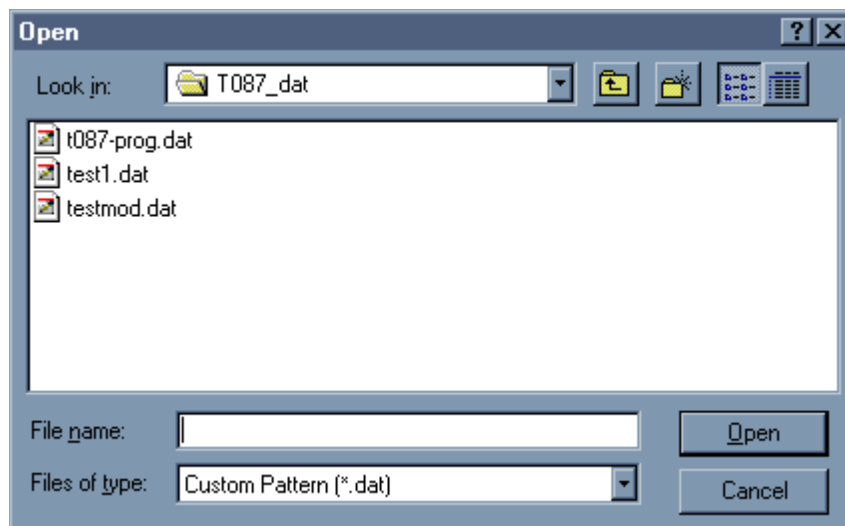 Open
Look in: T087_dat
t087-prog.dat
test1.dat
testmod.dat
File name:
Open
Files of type: Custom Pattern (*.dat)
Cancel